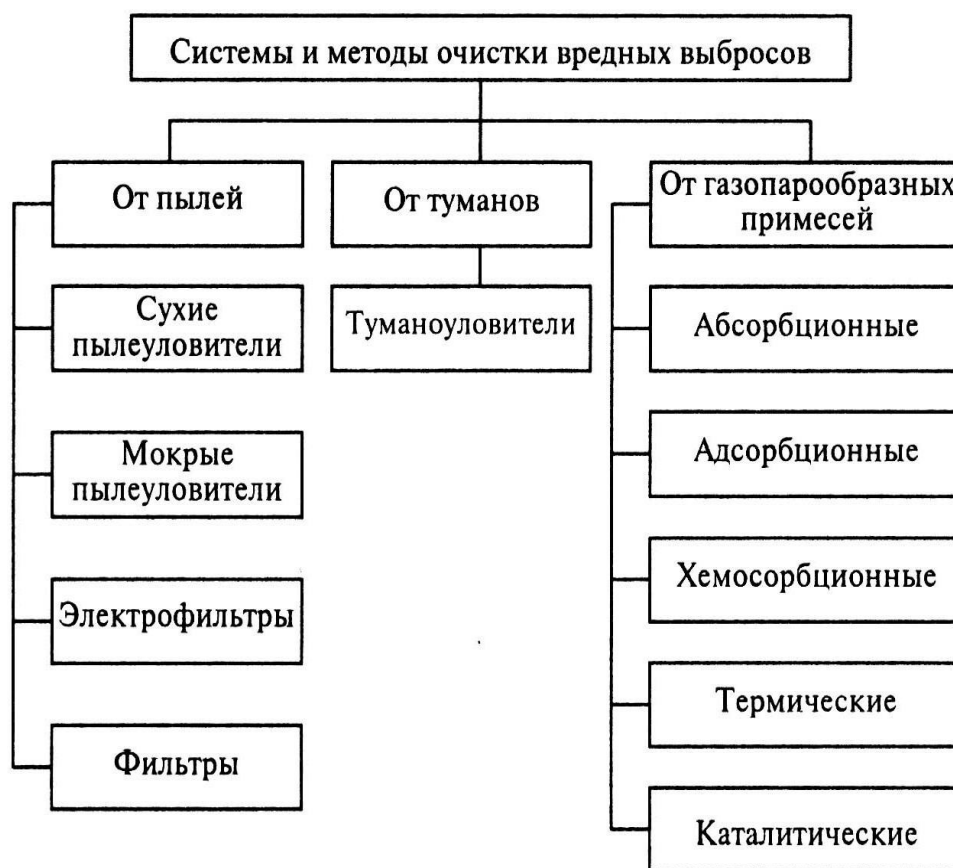 Системы и методы очистки вредных выбросов
От пылей
Сухие
пылеуловители
Мокрые
пылеуловители
Электрофильтры
Фильтры
От туманов
Туманоуловители
От газопарообразных
примесей
Абсорбционные
Адсорбционные
Хемосорбционные
Термические
Каталитические